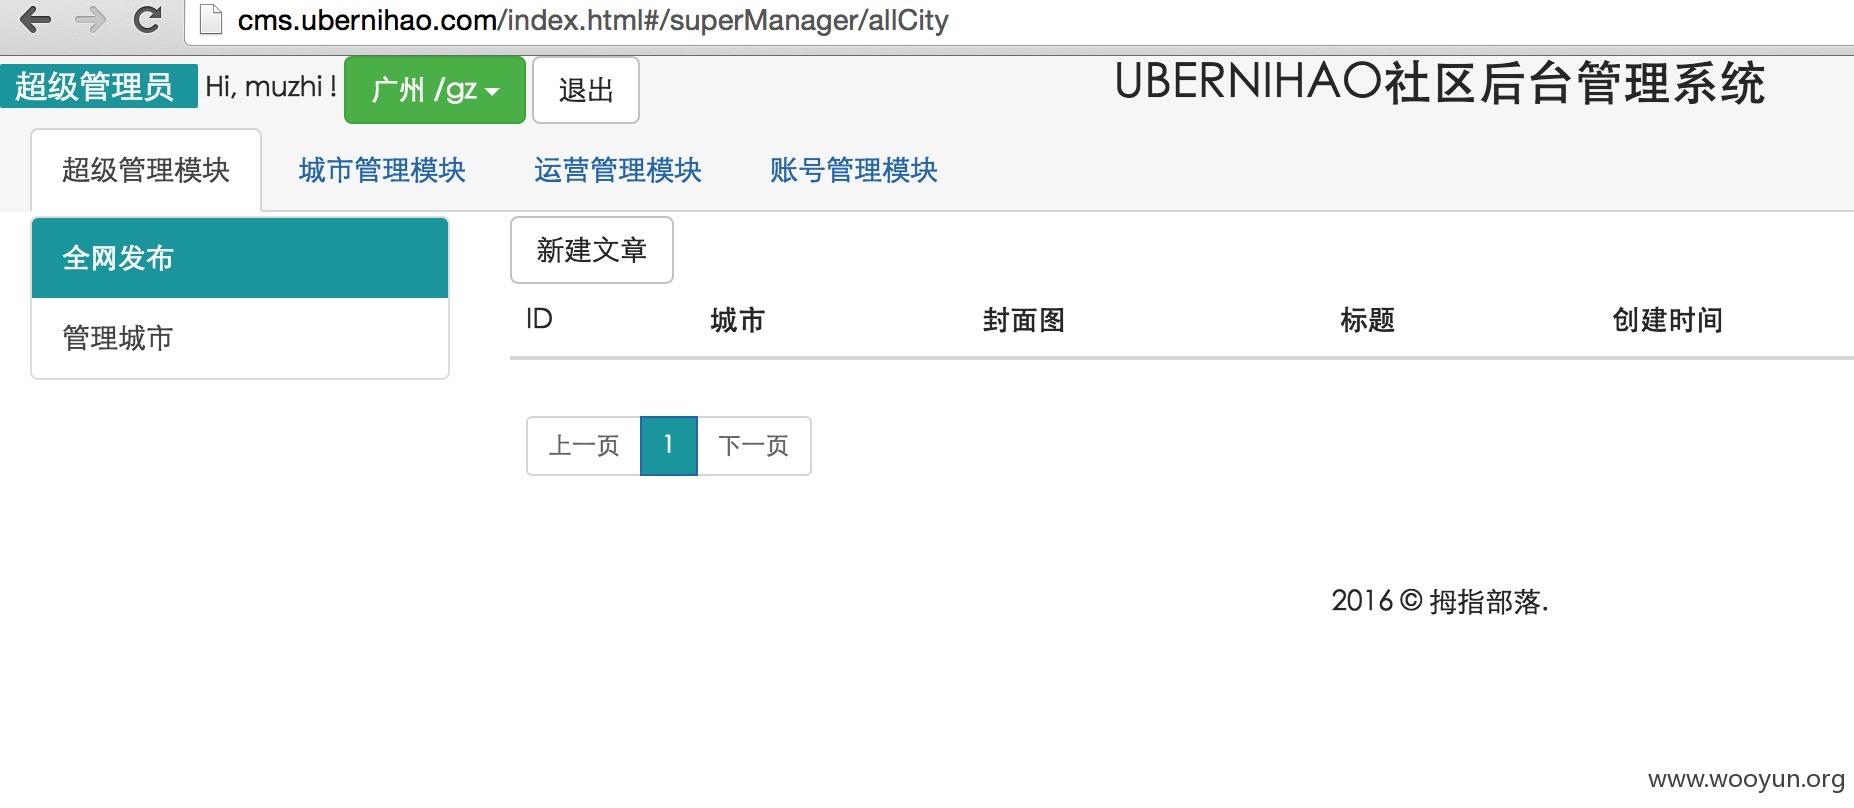 cms.ubernihao.com/index.html#/superManager/allCity
超级管理员 Hi, muzhi ! 广州 /gz 退出 UBERNIHAO社区后台管理系统
超级管理模块 城市管理模块 运营管理模块 账号管理模块
全网发布 新建文章
管理城市 ID 城市 封面图 标题 创建时间
上一页 1 下一页
2016 © 拇指部落.
www.wooyun.org